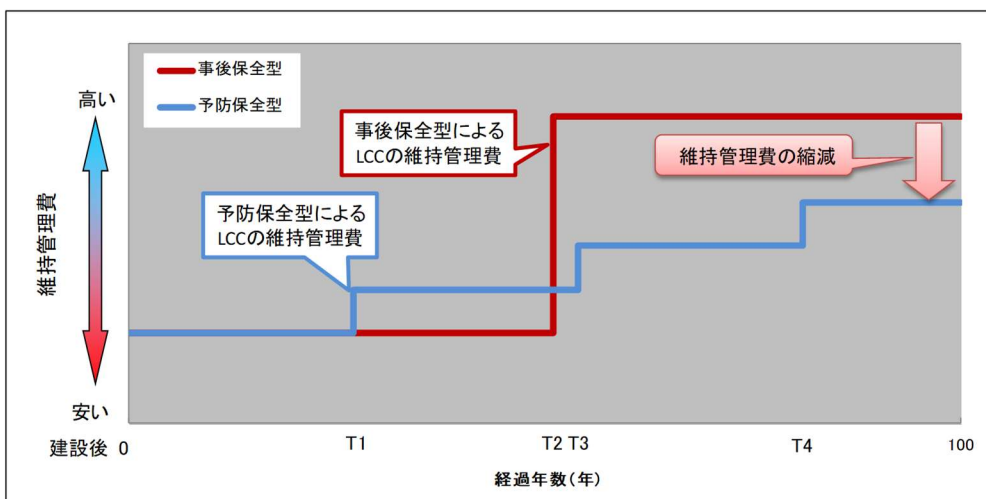 事後保全型
予防保全型
高い
維持管理費
安い
事後保全型による
LCCの維持管理費
予防保全型による
LCCの維持管理費
維持管理費の縮減
建設後 0
T1
T2 T3
T4
100
経過年数(年)